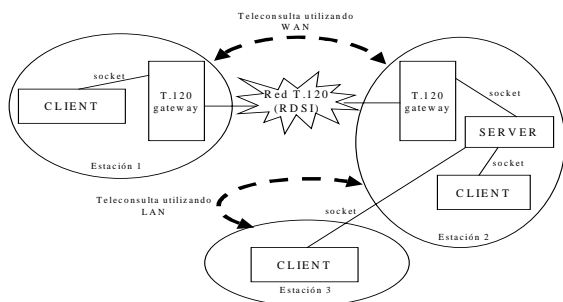 Teleconsulta utilizando
WAN
socket
CLIENT
T.120
gateway
Estación 1
Red T.120
(RDSI)
T.120
gateway
socket
SERVER
socket
CLIENT
Estación 2
Teleconsulta utilizando
LAN
socket
CLIENT
Estación 3